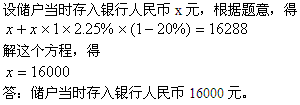 设储户当时存入银行人民币 x 元，根据题意，得
x+x×1×2.25%×(1−20%)=16288
解这个方程，得
x=16000
答：储户当时存入银行人民币 16000 元。